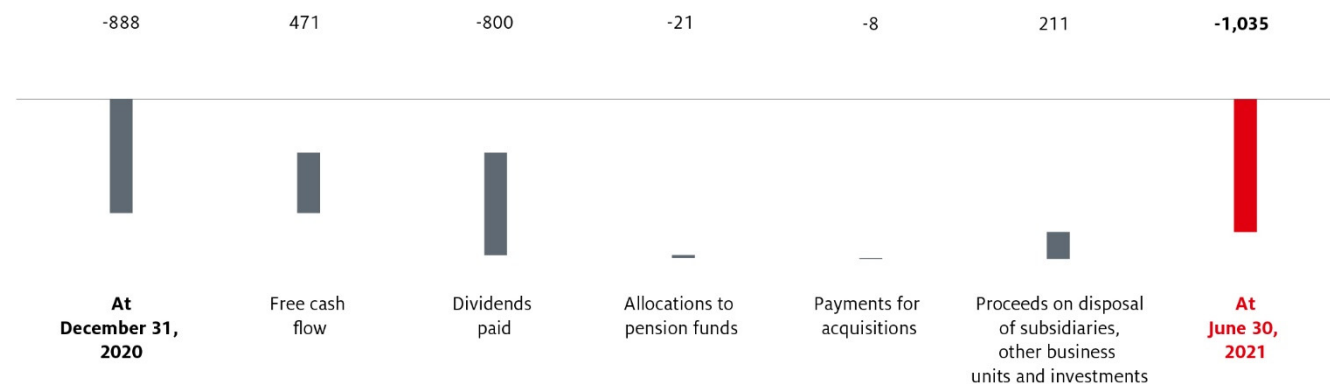 -888 471 -800 -21 -8 211 -1,035
At
December 31,
2020
Free cash
flow
Dividends
paid
Allocations to
pension funds
Payments for
acquisitions
Proceeds on disposal
of subsidiaries,
other business
units and investments
At
June 30,
2021